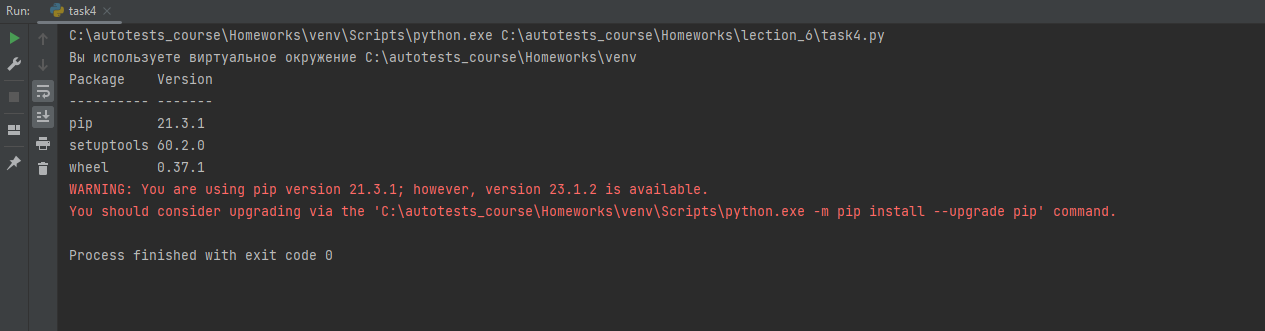 Run: task4
C:\autotests_course\Homeworks\venv\Scripts\python.exe C:\autotests_course\Homeworks\lection_6\task4.py
Вы используете виртуальное окружение C:\autotests_course\Homeworks\venv
Package    Version
---------- -------
pip        21.3.1
setuptools 60.2.0
wheel      0.37.1
WARNING: You are using pip version 21.3.1; however, version 23.1.2 is available.
You should consider upgrading via the 'C:\autotests_course\Homeworks\venv\Scripts\python.exe -m pip install --upgrade pip' command.
Process finished with exit code 0